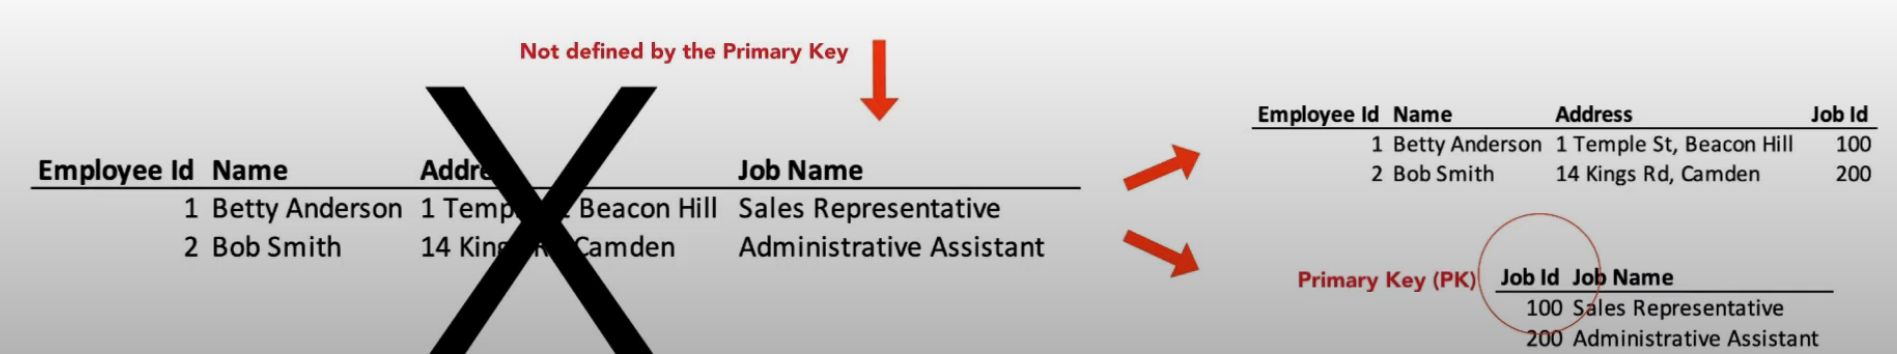 Not defined by the Primary Key
Employee Id Name Addre Job Name
1 Betty Anderson 1 Temp Beacon Hill Sales Representative
2 Bob Smith 14 King Camden Administrative Assistant
Employee Id Name Address Job Id
1 Betty Anderson 1 Temple St, Beacon Hill 100
2 Bob Smith 14 Kings Rd, Camden 200
Primary Key (PK) Job Id Job Name
100 Sales Representative
200 Administrative Assistant